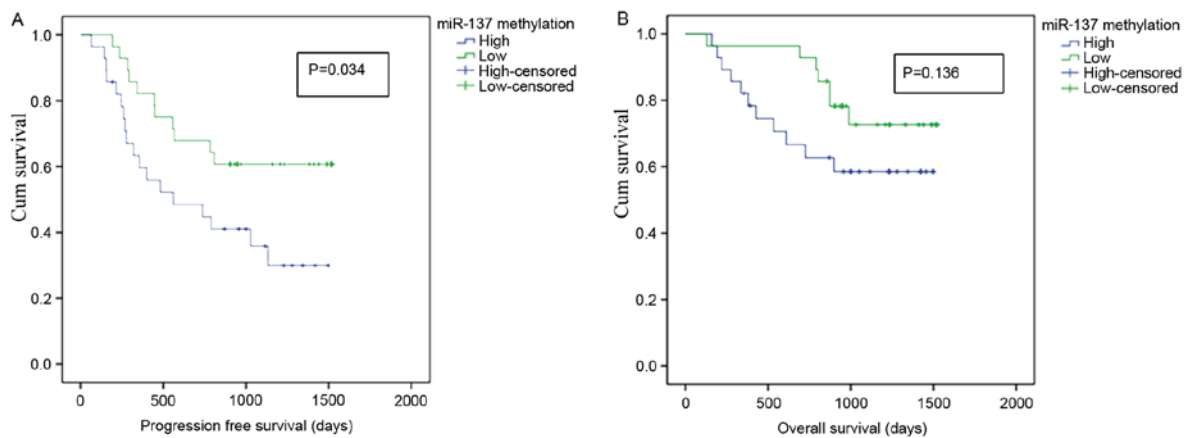 A
miR-137 methylation
High
Low
High-censored
Low-censored
P=0.034
Cum survival
1.0
0.8
0.6
0.4
0.2
0.0
0 500 1000 1500 2000
Progression free survival (days)
B
miR-137 methylation
High
Low
High-censored
Low-censored
P=0.136
Cum survival
1.0
0.8
0.6
0.4
0.2
0.0
0 500 1000 1500 2000
Overall survival (days)